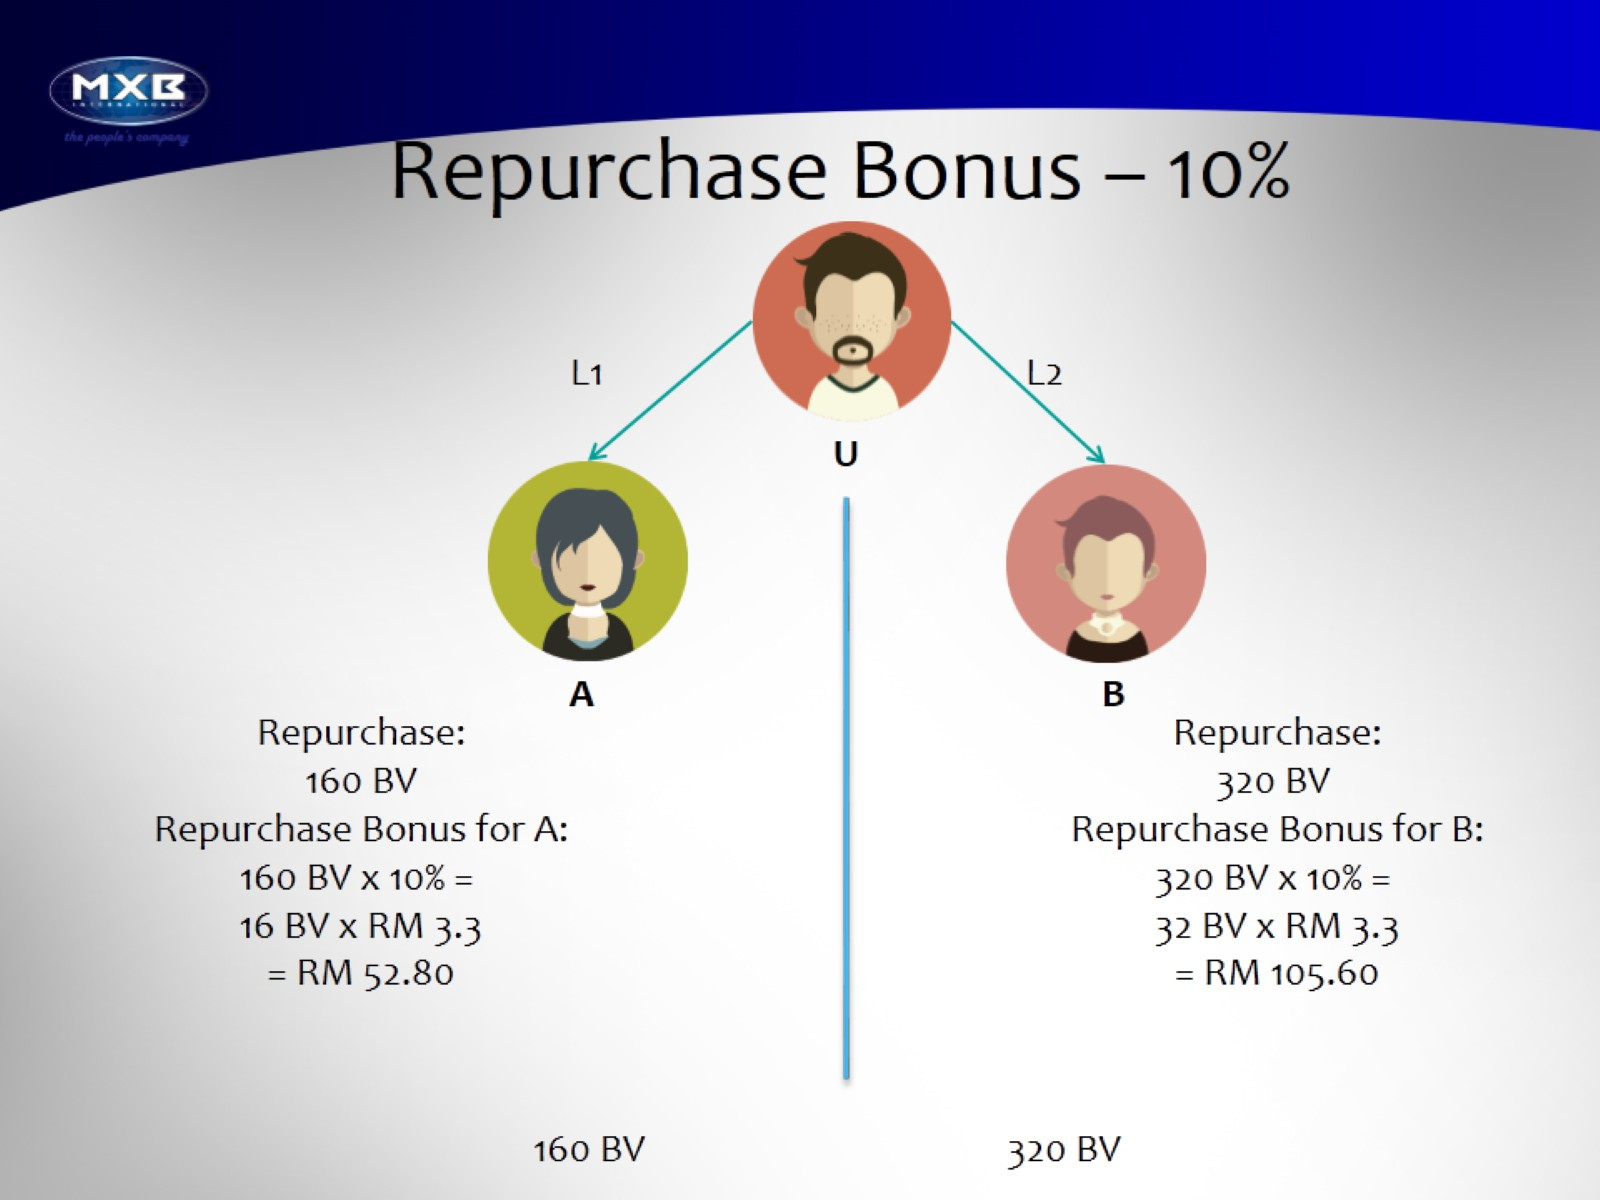 MXB
INTERNATIONAL
the people's company
Repurchase Bonus – 10%
L1
L2
U
A
B
Repurchase:
160 BV
Repurchase Bonus for A:
160 BV x 10% =
16 BV x RM 3.3
= RM 52.80
Repurchase:
320 BV
Repurchase Bonus for B:
320 BV x 10% =
32 BV x RM 3.3
= RM 105.60
160 BV
320 BV